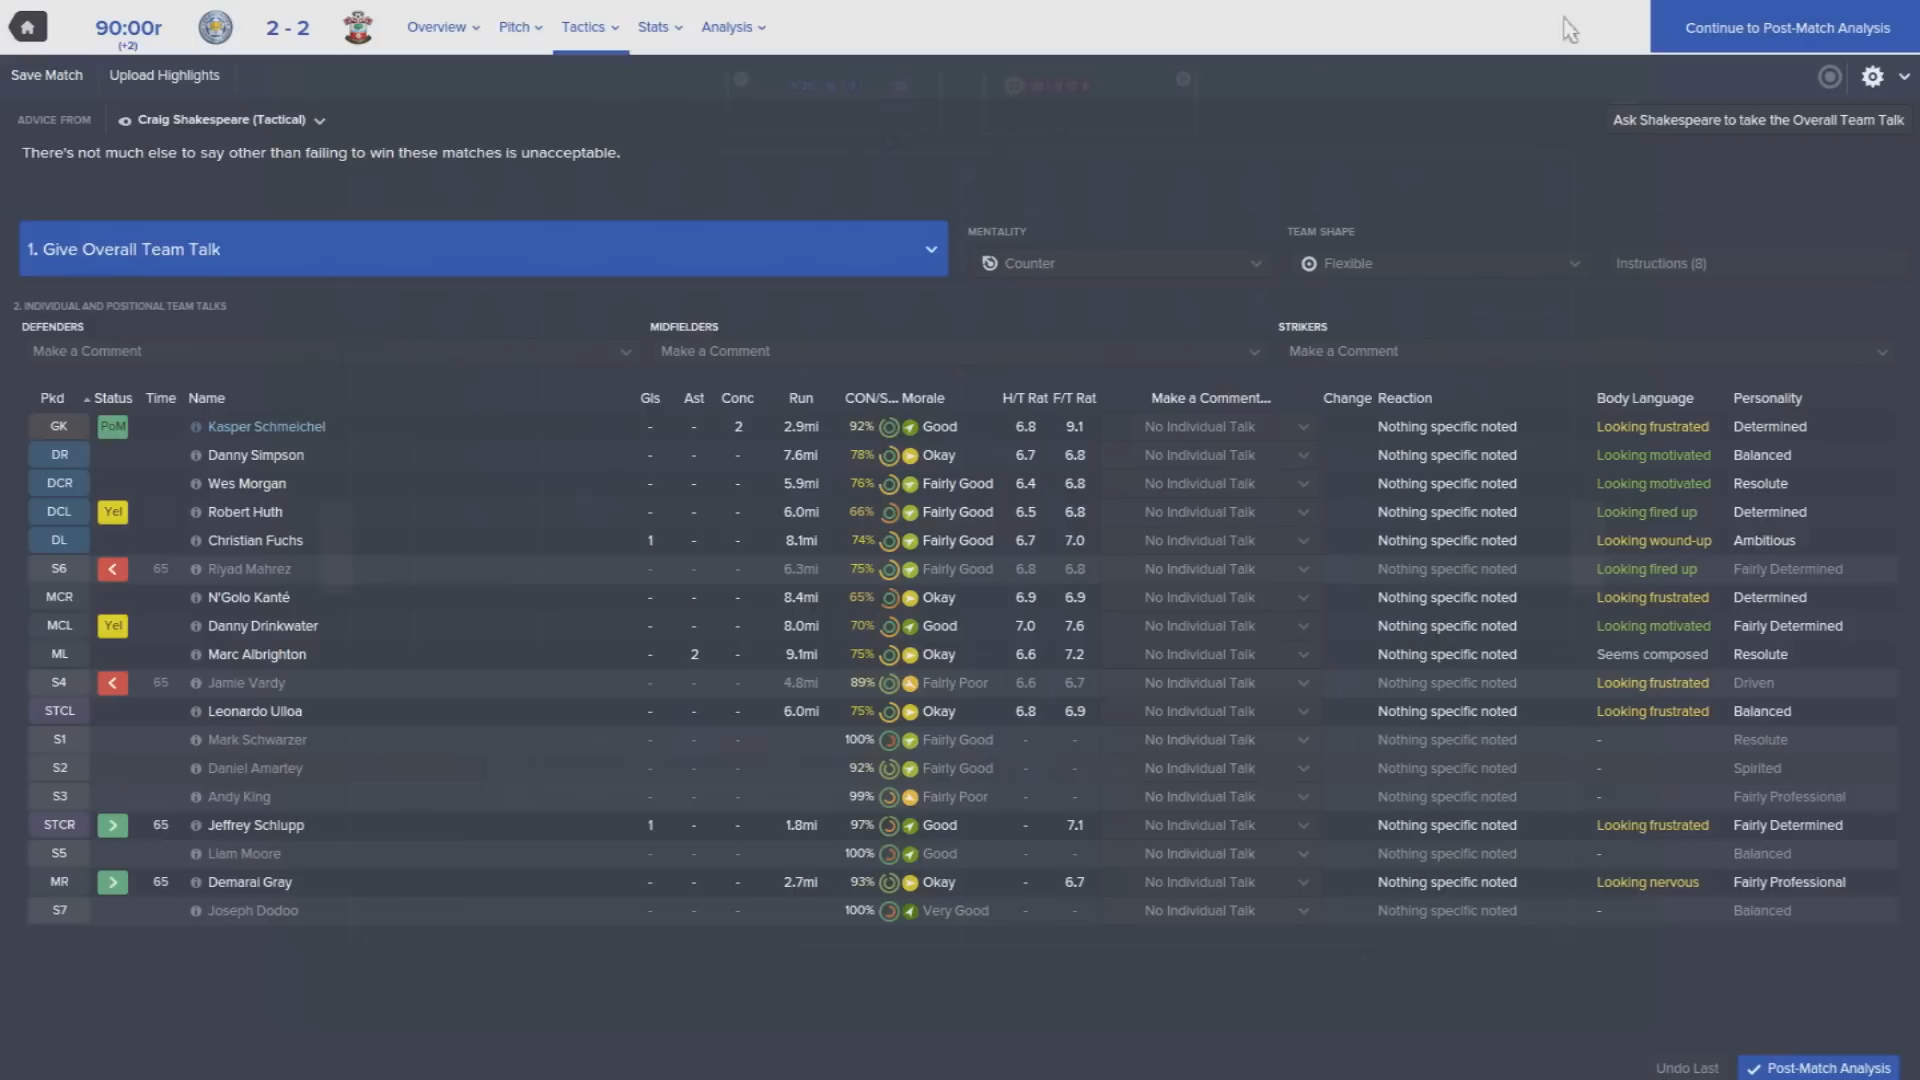 90:00r
(+2)
2 - 2
Overview Pitch Tactics Stats Analysis
Continue to Post-Match Analysis
Save Match Upload Highlights
ADVICE FROM Craig Shakespeare (Tactical)
Ask Shakespeare to take the Overall Team Talk
There's not much else to say other than failing to win these matches is unacceptable.
1. Give Overall Team Talk
MENTALITY
Counter
TEAM SHAPE
Flexible
Instructions (8)
2. INDIVIDUAL AND POSITIONAL TEAM TALKS
DEFENDERS MIDFIELDERS STRIKERS
Make a Comment Make a Comment Make a Comment
Pkd Status Time Name Gls Ast Conc Run CON/S... Morale H/T Rat F/T Rat Make a Comment... Change Reaction Body Language Personality
GK PoM Kasper Schmeichel - - 2 2.9mi 92% Good 6.8 9.1 No Individual Talk Nothing specific noted Looking frustrated Determined
DR Danny Simpson - - - 7.6mi 78% Okay 6.7 6.8 No Individual Talk Nothing specific noted Looking motivated Balanced
DCR Wes Morgan - - - 5.9mi 76% Fairly Good 6.4 6.8 No Individual Talk Nothing specific noted Looking motivated Resolute
DCL Yel Robert Huth - - - 6.0mi 66% Fairly Good 6.5 6.8 No Individual Talk Nothing specific noted Looking fired up Determined
DL Christian Fuchs 1 - - 8.1mi 74% Fairly Good 6.7 7.0 No Individual Talk Nothing specific noted Looking wound-up Ambitious
S6 65 Riyad Mahrez - - - 6.3mi 75% Fairly Good 6.8 6.8 No Individual Talk Nothing specific noted Looking fired up Fairly Determined
MCR N'Golo Kanté - - - 8.4mi 65% Okay 6.9 6.9 No Individual Talk Nothing specific noted Looking frustrated Determined
MCL Yel Danny Drinkwater - - - 8.0mi 70% Good 7.0 7.6 No Individual Talk Nothing specific noted Looking motivated Fairly Determined
ML Marc Albrighton - 2 - 9.1mi 75% Okay 6.6 7.2 No Individual Talk Nothing specific noted Seems composed Resolute
S4 65 Jamie Vardy - - - 4.8mi 89% Fairly Poor 6.6 6.7 No Individual Talk Nothing specific noted Looking frustrated Driven
STCL Leonardo Ulloa - - - 6.0mi 75% Okay 6.8 6.9 No Individual Talk Nothing specific noted Looking frustrated Balanced
S1 Mark Schwarzer - - - 100% Fairly Good - - No Individual Talk Nothing specific noted - Resolute
S2 Daniel Amartey - - - 92% Fairly Good - - No Individual Talk Nothing specific noted - Spirited
S3 Andy King - - - 99% Fairly Poor - - No Individual Talk Nothing specific noted - Fairly Professional
STCR 65 Jeffrey Schlupp 1 - - 1.8mi 97% Good - 7.1 No Individual Talk Nothing specific noted Looking frustrated Fairly Determined
S5 Liam Moore - - - 100% Good - - No Individual Talk Nothing specific noted - Balanced
MR 65 Demarai Gray - - - 2.7mi 93% Okay - 6.7 No Individual Talk Nothing specific noted Looking nervous Fairly Professional
S7 Joseph Dodoo - - - 100% Very Good - - No Individual Talk Nothing specific noted - Balanced
Undo Last Post-Match Analysis